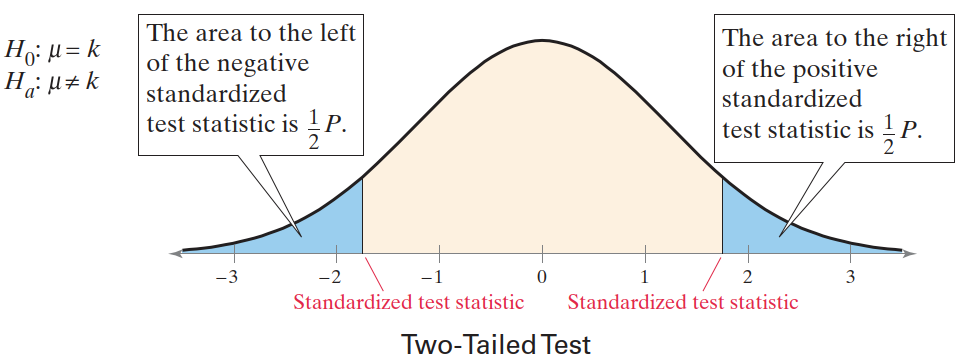 H₀: μ = k
Hₐ: μ ≠ k
The area to the left
of the negative
standardized
test statistic is ½P.
The area to the right
of the positive
standardized
test statistic is ½P.
−3 −2 −1 0 1 2 3
Standardized test statistic Standardized test statistic
Two-Tailed Test